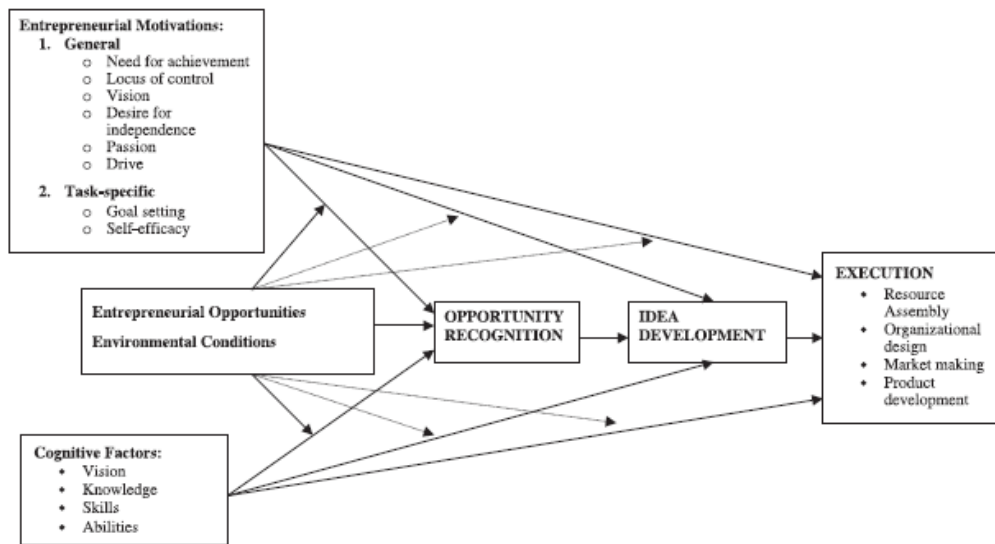 Entrepreneurial Motivations:
1. General
o Need for achievement
o Locus of control
o Vision
o Desire for
independence
o Passion
o Drive
2. Task-specific
o Goal setting
o Self-efficacy
Entrepreneurial Opportunities
Environmental Conditions
OPPORTUNITY
RECOGNITION
IDEA
DEVELOPMENT
EXECUTION
• Resource
Assembly
• Organizational
design
• Market making
• Product
development
Cognitive Factors:
• Vision
• Knowledge
• Skills
• Abilities